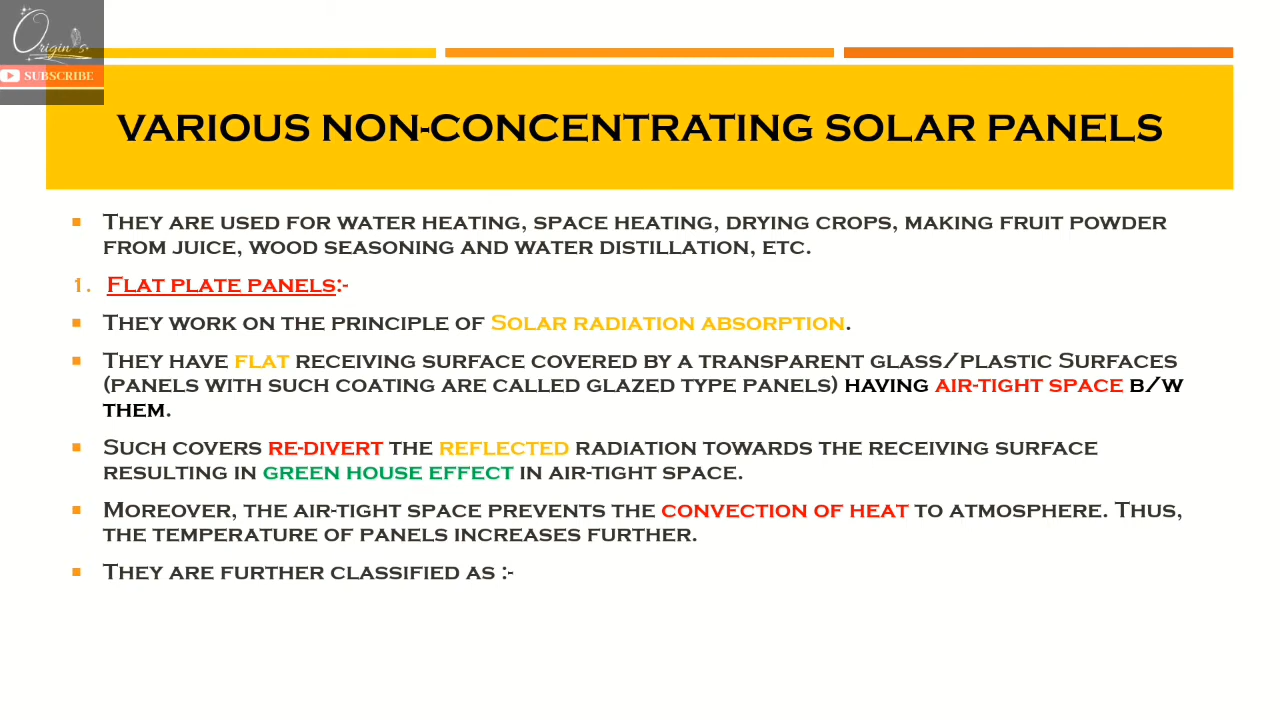 Origin's
SUBSCRIBE
VARIOUS NON-CONCENTRATING SOLAR PANELS
THEY ARE USED FOR WATER HEATING, SPACE HEATING, DRYING CROPS, MAKING FRUIT POWDER
FROM JUICE, WOOD SEASONING AND WATER DISTILLATION, ETC.
1. FLAT PLATE PANELS:-
THEY WORK ON THE PRINCIPLE OF SOLAR RADIATION ABSORPTION.
THEY HAVE FLAT RECEIVING SURFACE COVERED BY A TRANSPARENT GLASS/PLASTIC SURFACES
(PANELS WITH SUCH COATING ARE CALLED GLAZED TYPE PANELS) HAVING AIR-TIGHT SPACE B/W
THEM.
SUCH COVERS RE-DIVERT THE REFLECTED RADIATION TOWARDS THE RECEIVING SURFACE
RESULTING IN GREEN HOUSE EFFECT IN AIR-TIGHT SPACE.
MOREOVER, THE AIR-TIGHT SPACE PREVENTS THE CONVECTION OF HEAT TO ATMOSPHERE. THUS,
THE TEMPERATURE OF PANELS INCREASES FURTHER.
THEY ARE FURTHER CLASSIFIED AS :-